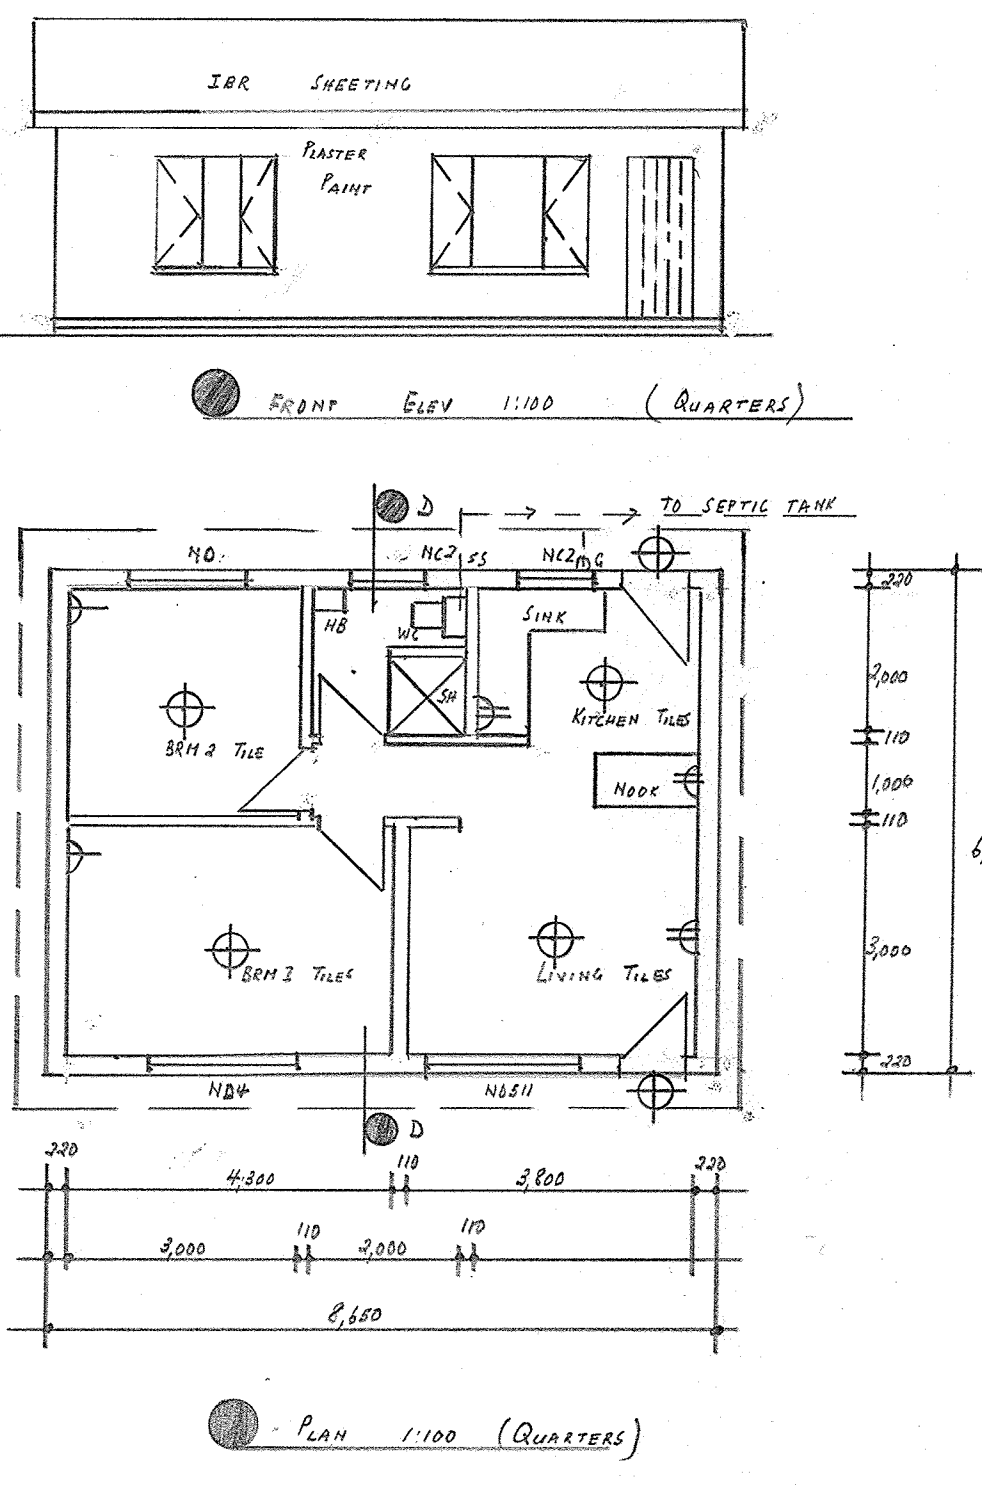 IBR SHEETING
PLASTER
PAINT
FRONT ELEV 1:100 (QUARTERS)
D
TO SEPTIC TANK
ND
NC2
SS
NC2
G
220
HB
WC
SINK
SH
2,000
KITCHEN TILES
BRM 2 TILE
110
NOOK
1,000
110
LIVING TILES
BRM 1 TILES
3,000
220
ND4
ND511
D
220
4,300
110
3,800
220
3,000
110
2,000
110
8,650
PLAN 1:100 (QUARTERS)